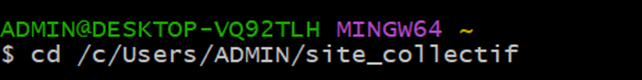 ADMIN@DESKTOP-VQ92TLH MINGW64 ~
$ cd /c/Users/ADMIN/site_collectif